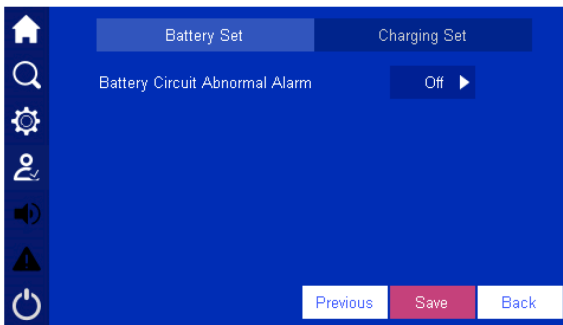 Battery Set Charging Set
Battery Circuit Abnormal Alarm Off
Previous Save Back